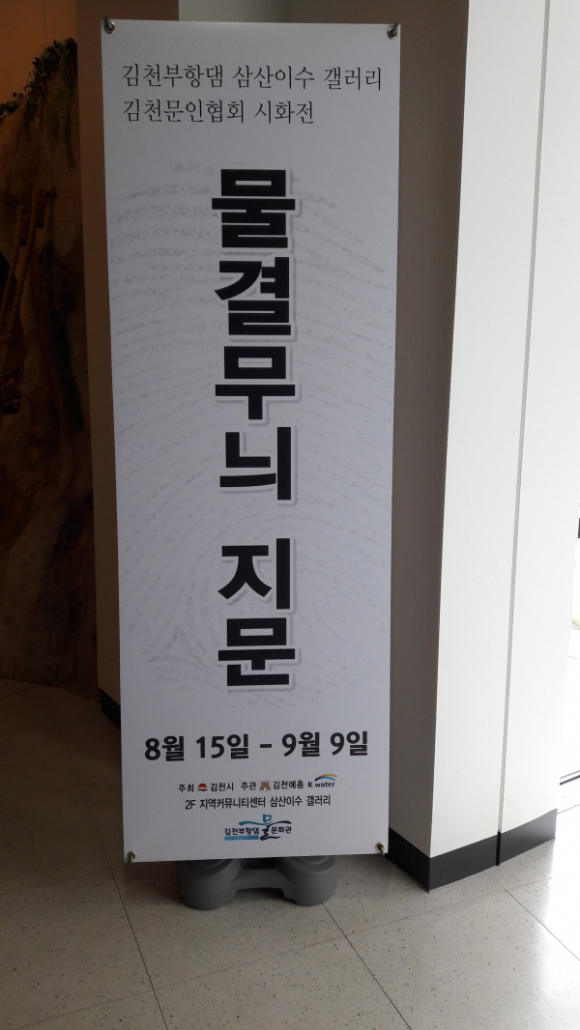 김천부항댐 삼산이수 갤러리
김천문인협회 시화전
물결무늬 지문
8월 15일 - 9월 9일
주최 김천시 주관 김천예총 K water
2F 지역커뮤니티센터 삼산이수 갤러리
김천부항댐 물문화관